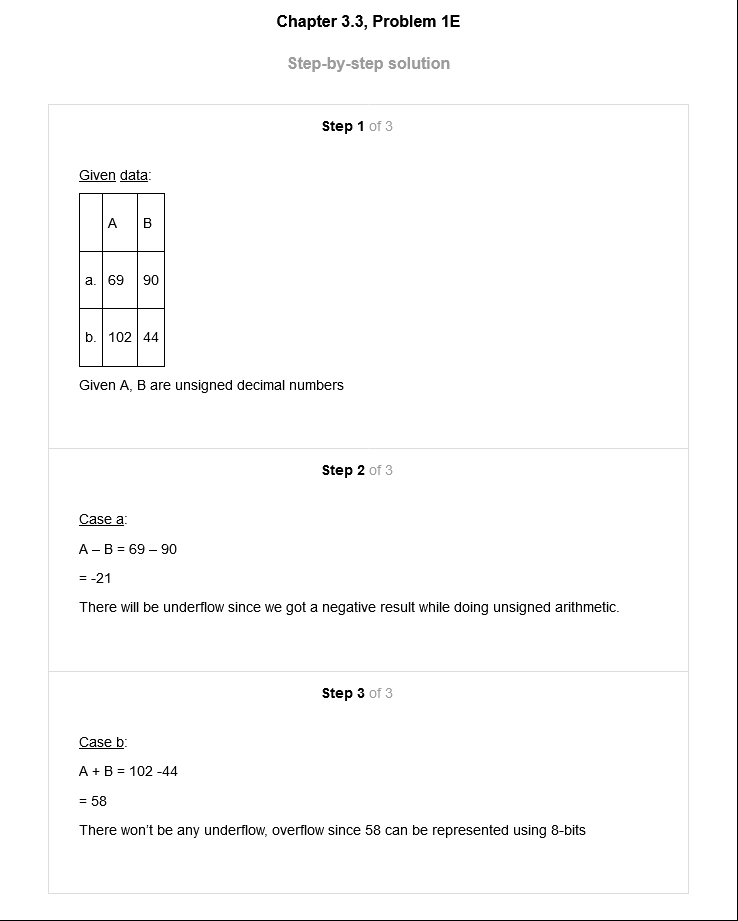 Chapter 3.3, Problem 1E
Step-by-step solution
Step 1 of 3
Given data:
A B
a. 69 90
b. 102 44
Given A, B are unsigned decimal numbers
Step 2 of 3
Case a:
A – B = 69 – 90
= -21
There will be underflow since we got a negative result while doing unsigned arithmetic.
Step 3 of 3
Case b:
A + B = 102 -44
= 58
There won’t be any underflow, overflow since 58 can be represented using 8-bits